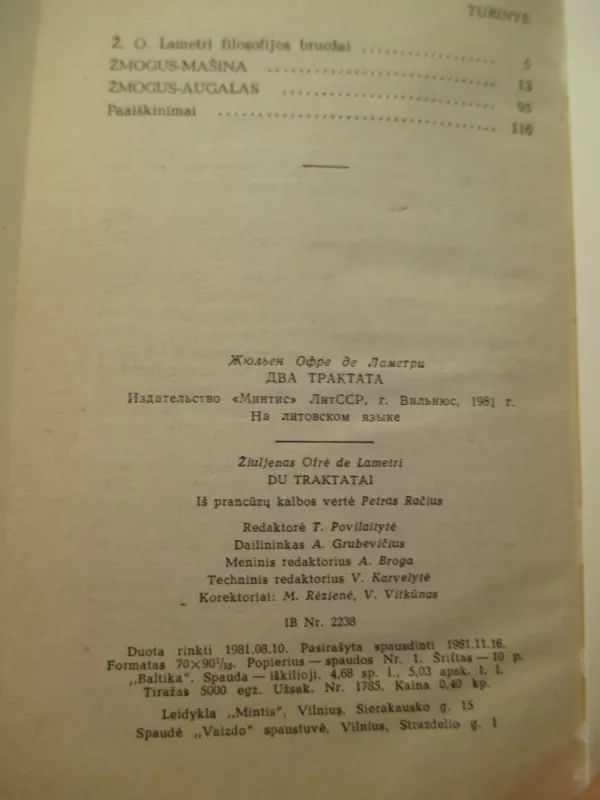 TURINYS
Ž. O. Lametri filosofijos bruožai 5
ŽMOGUS-MAŠINA 13
ŽMOGUS-AUGALAS 95
Paaiškinimai 116
Жюльен Офре де Ламетри
ДВА ТРАКТАТА
Издательство «Минтис» ЛитССР, г. Вильнюс, 1981 г.
На литовском языке
Žiuljenas Ofrė de Lametri
DU TRAKTATAI
Iš prancūzų kalbos vertė Petras Račius
Redaktorė T. Povilaitytė
Dailininkas A. Grubevičius
Meninis redaktorius A. Broga
Techninis redaktorius V. Karvelytė
Korektoriai: M. Rėzienė, V. Vitkūnas
IB Nr. 2238
Duota rinkti 1981.08.10. Pasirašyta spausdinti 1981.11.16.
Formatas 70×90¹/₃₂. Popierius — spaudos Nr. 1. Šriftas — 10 p.
„Baltika". Spauda — iškilioji. 4,68 sp. l., 5,03 apsk. l. l.
Tiražas 5000 egz. Užsak. Nr. 1785. Kaina 0,40 kp.
Leidykla „Mintis", Vilnius, Sierakausko g. 15
Spaudė „Vaizdo" spaustuvė, Vilnius, Strazdelio g. 1